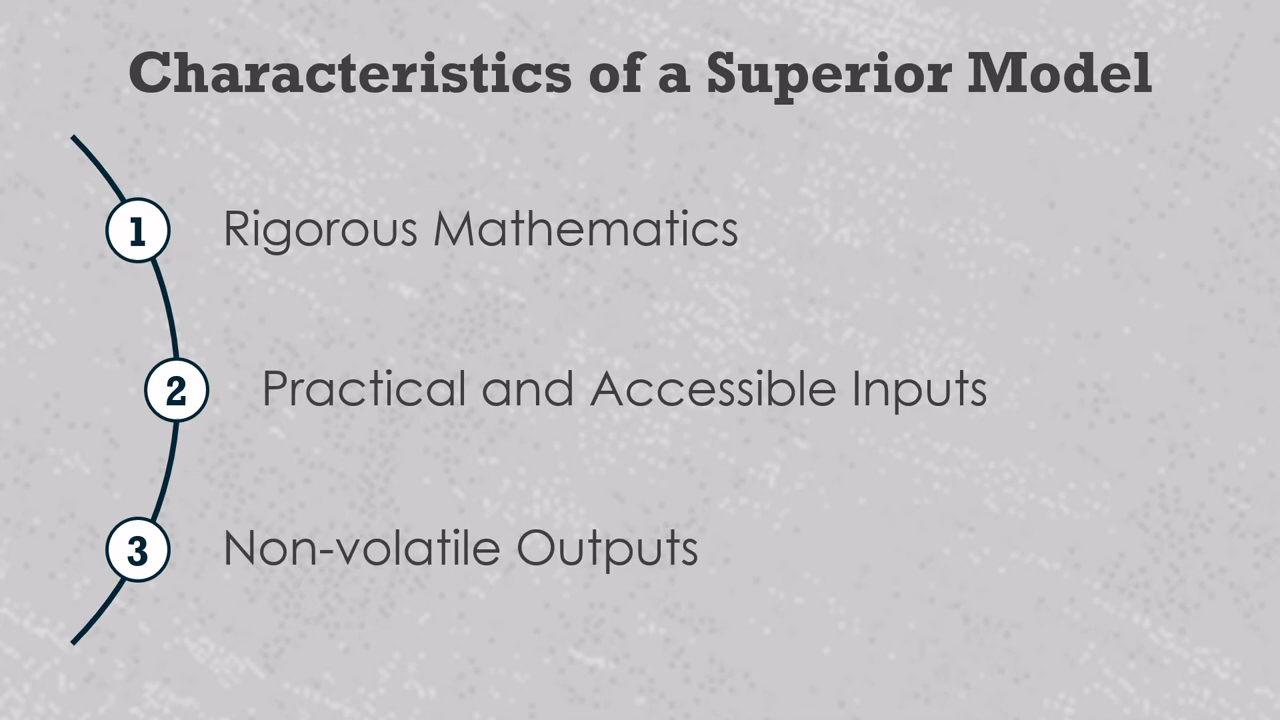 Characteristics of a Superior Model
1 Rigorous Mathematics
2 Practical and Accessible Inputs
3 Non-volatile Outputs